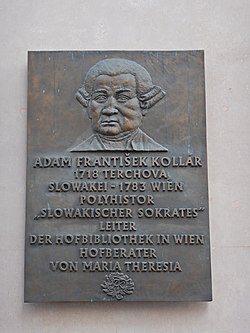 ADAM FRANTIŠEK KOLLÁR
1718 TERCHOVA
SLOWAKEI - 1783 WIEN
POLYHISTOR
„SLOWAKISCHER SOKRATES“
LEITER
DER HOFBIBLIOTHEK IN WIEN
HOFBERATER
VON MARIA THERESIA